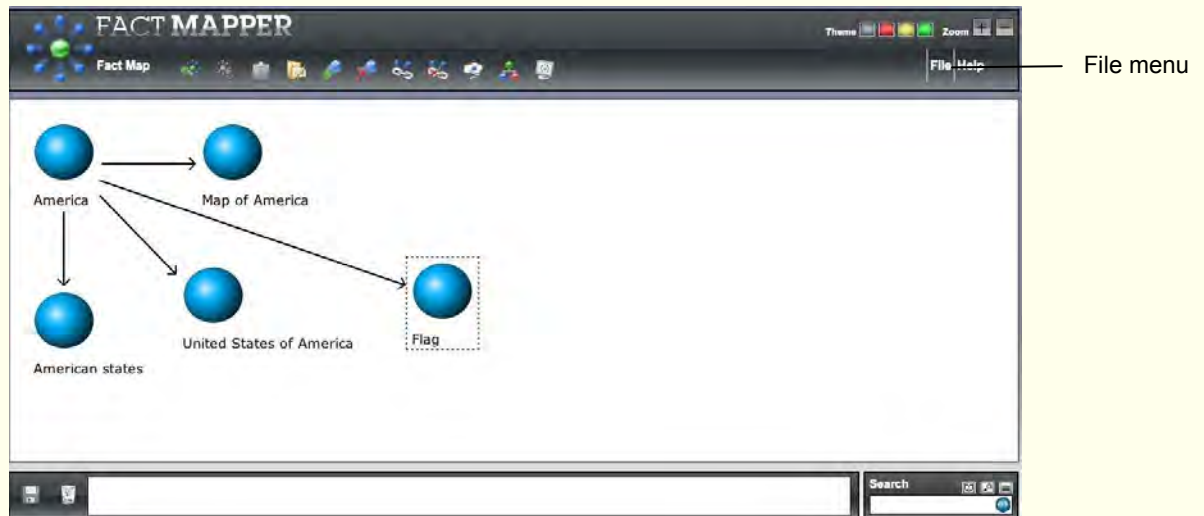 FACT MAPPER
Theme
Zoom
Fact Map
File Help
File menu
America
Map of America
United States of America
Flag
American states
Search